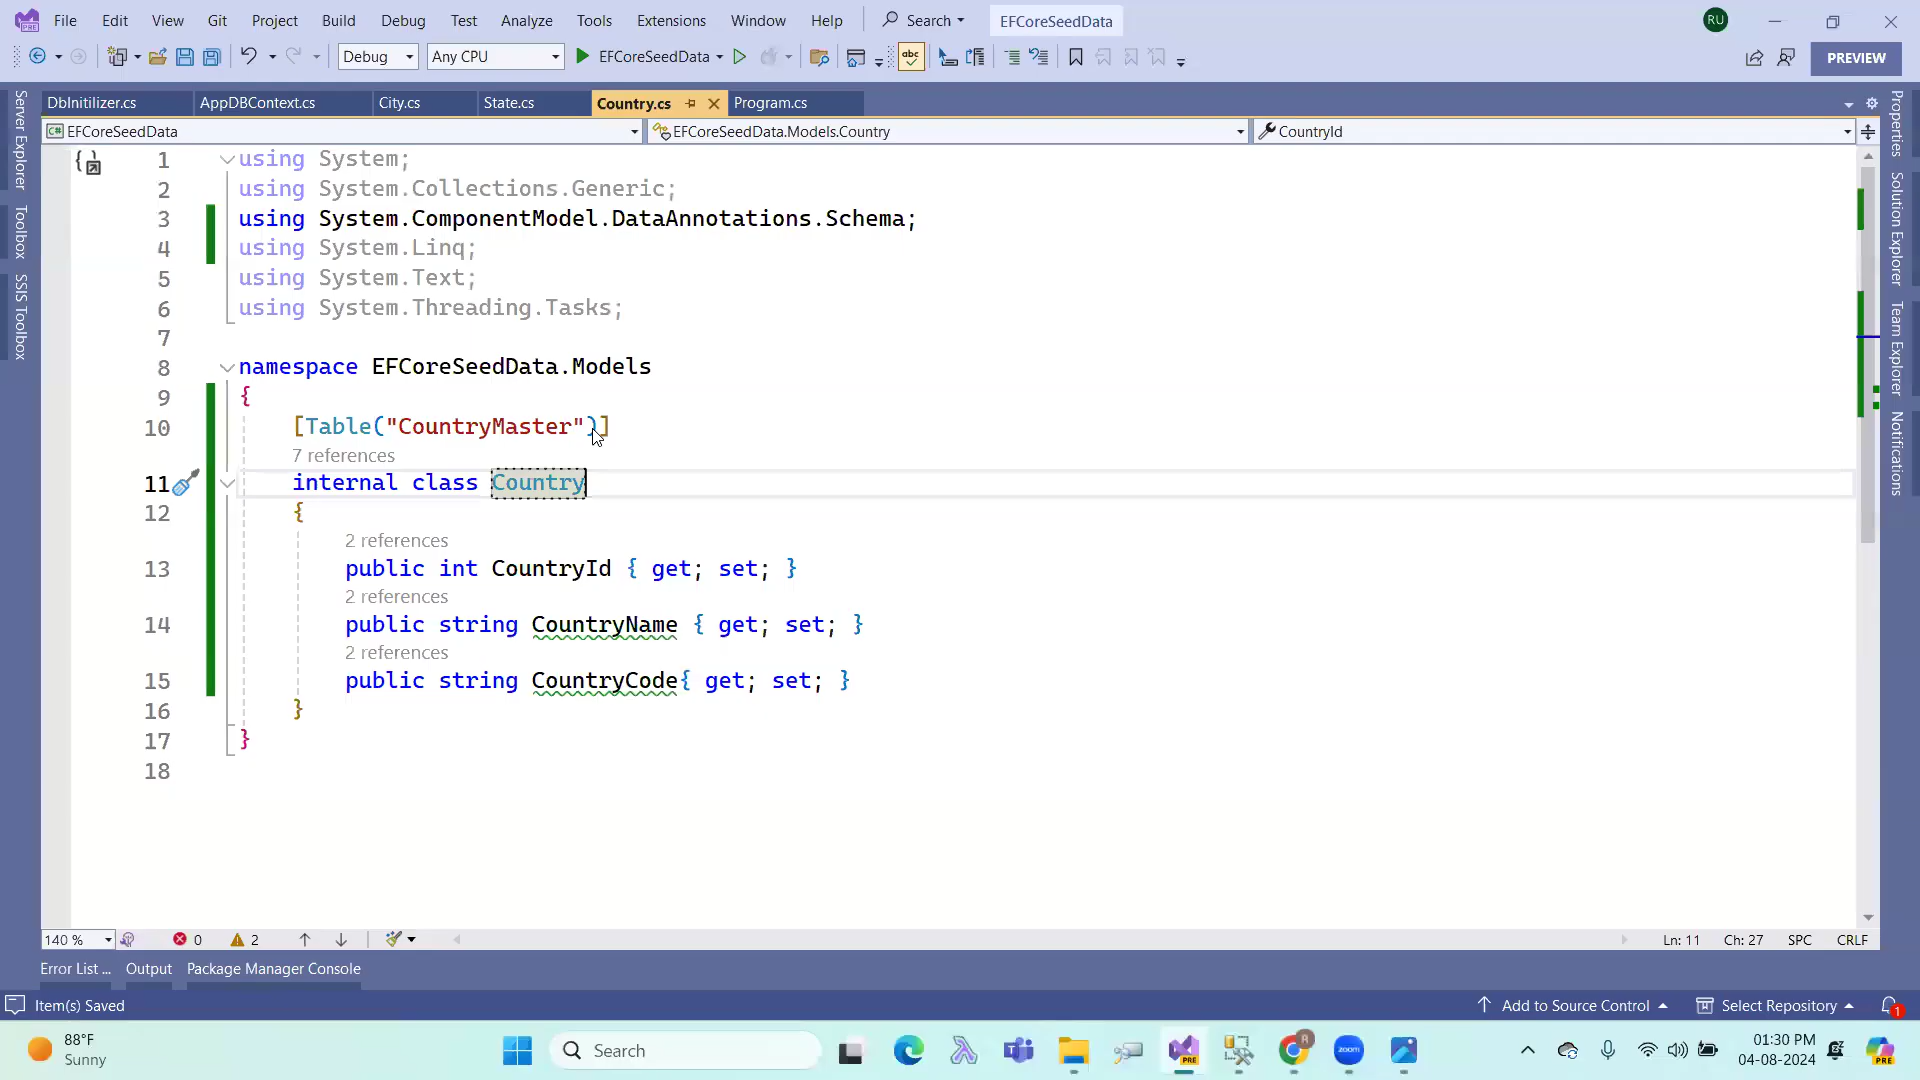 File Edit View Git Project Build Debug Test Analyze Tools Extensions Window Help Search EFCoreSeedData RU
Debug Any CPU EFCoreSeedData abc PREVIEW
DbInitilizer.cs AppDBContext.cs City.cs State.cs Country.cs Program.cs
C# EFCoreSeedData EFCoreSeedData.Models.Country CountryId
Server Explorer
Toolbox
SSIS Toolbox
1 using System;
2 using System.Collections.Generic;
3 using System.ComponentModel.DataAnnotations.Schema;
4 using System.Linq;
5 using System.Text;
6 using System.Threading.Tasks;
7
8 namespace EFCoreSeedData.Models
9 {
10 [Table("CountryMaster")]
7 references
11 internal class Country
12 {
2 references
13 public int CountryId { get; set; }
2 references
14 public string CountryName { get; set; }
2 references
15 public string CountryCode{ get; set; }
16 }
17 }
18
Properties
Solution Explorer
Team Explorer
Notifications
140 % 0 2 Ln: 11 Ch: 27 SPC CRLF
Error List ... Output Package Manager Console
Item(s) Saved Add to Source Control Select Repository 1
88°F
Sunny
Search
PRE
R
zoom
01:30 PM
04-08-2024
PRE